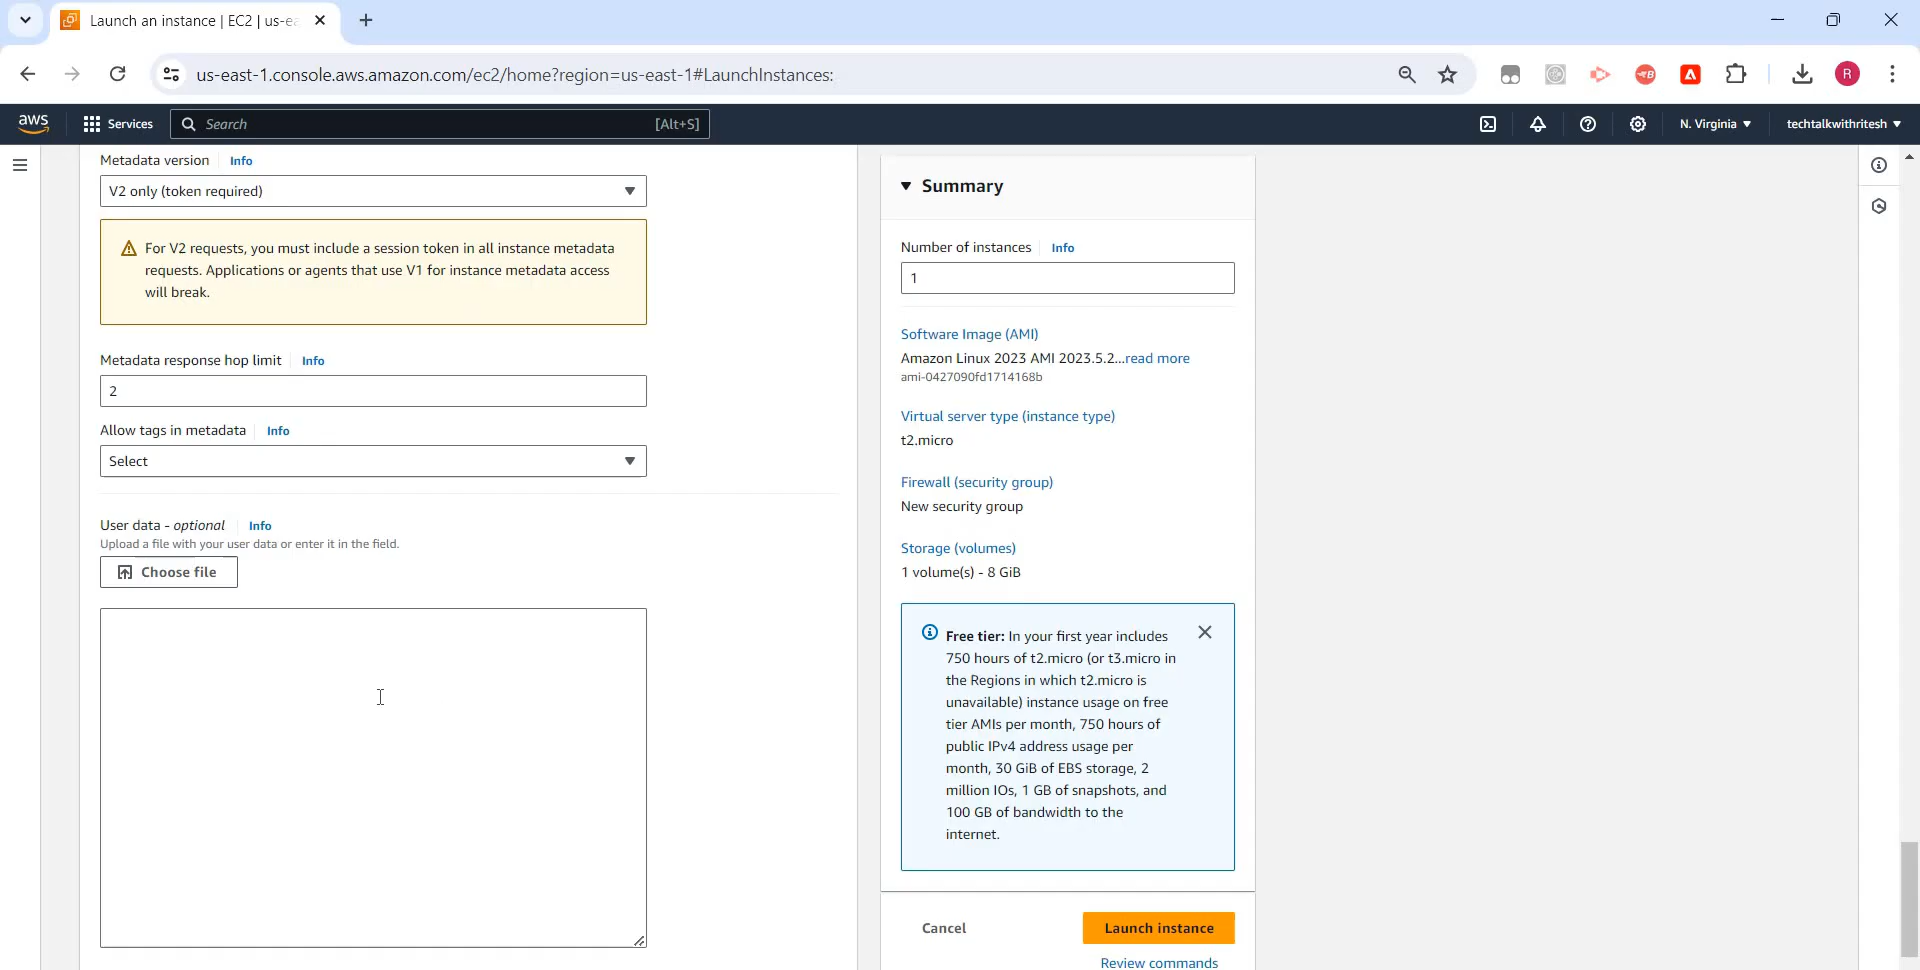 Launch an instance | EC2 | us-ea
us-east-1.console.aws.amazon.com/ec2/home?region=us-east-1#LaunchInstances:
R
aws
Services
Search
[Alt+S]
N. Virginia
techtalkwithritesh
Metadata version
Info
V2 only (token required)
For V2 requests, you must include a session token in all instance metadata
requests. Applications or agents that use V1 for instance metadata access
will break.
Metadata response hop limit
Info
2
Allow tags in metadata
Info
Select
User data - optional
Info
Upload a file with your user data or enter it in the field.
Choose file
Summary
Number of instances
Info
1
Software Image (AMI)
Amazon Linux 2023 AMI 2023.5.2...read more
ami-0427090fd1714168b
Virtual server type (instance type)
t2.micro
Firewall (security group)
New security group
Storage (volumes)
1 volume(s) - 8 GiB
Free tier: In your first year includes
750 hours of t2.micro (or t3.micro in
the Regions in which t2.micro is
unavailable) instance usage on free
tier AMIs per month, 750 hours of
public IPv4 address usage per
month, 30 GiB of EBS storage, 2
million IOs, 1 GB of snapshots, and
100 GB of bandwidth to the
internet.
Cancel
Launch instance
Review commands